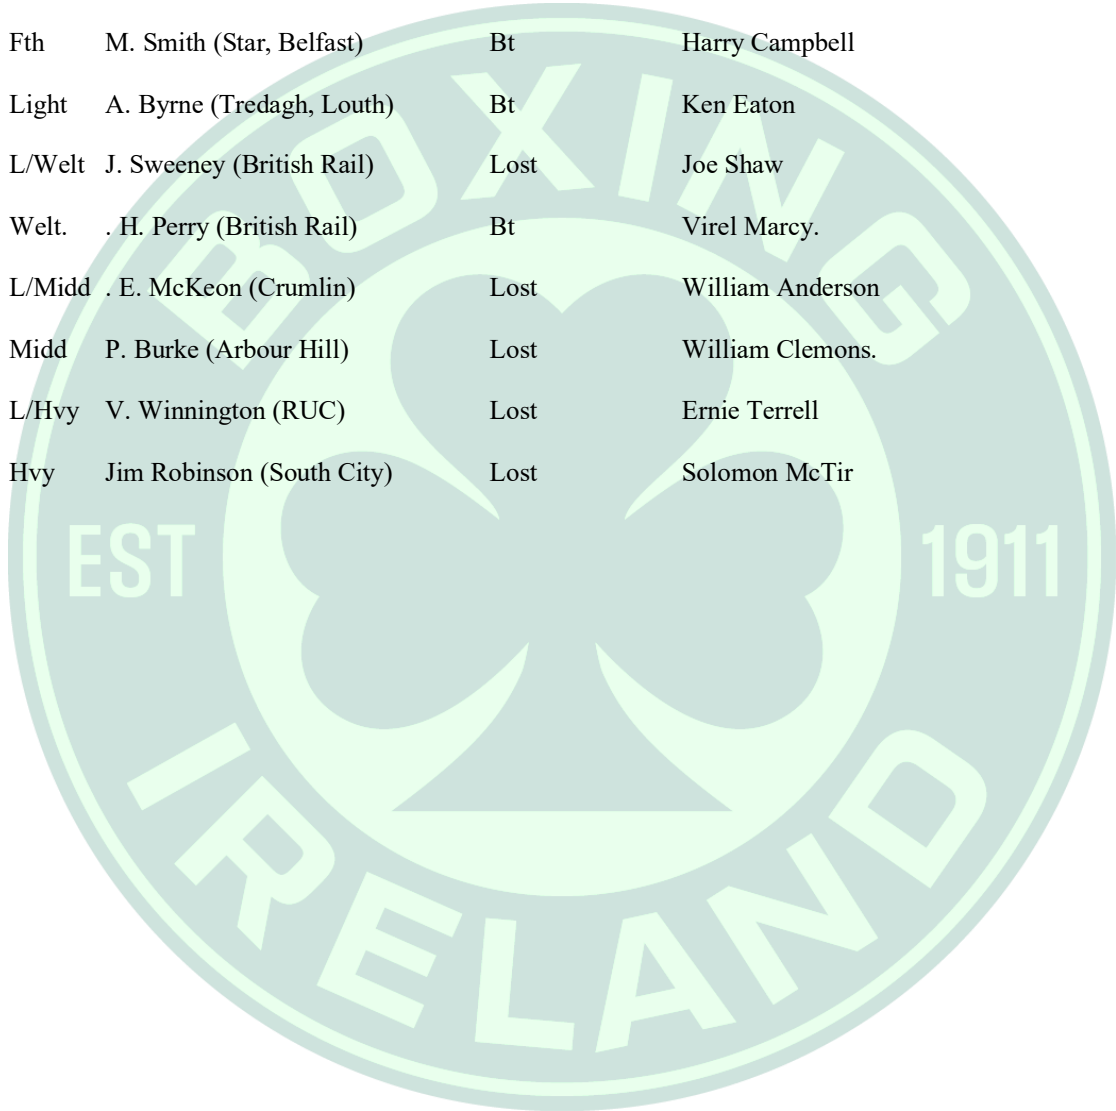 Fth M. Smith (Star, Belfast) Bt Harry Campbell
Light A. Byrne (Tredagh, Louth) Bt Ken Eaton
L/Welt J. Sweeney (British Rail) Lost Joe Shaw
Welt. . H. Perry (British Rail) Bt Virel Marcy.
L/Midd . E. McKeon (Crumlin) Lost William Anderson
Midd P. Burke (Arbour Hill) Lost William Clemons.
L/Hvy V. Winnington (RUC) Lost Ernie Terrell
Hvy Jim Robinson (South City) Lost Solomon McTir
BOXING
EST 1911
IRELAND